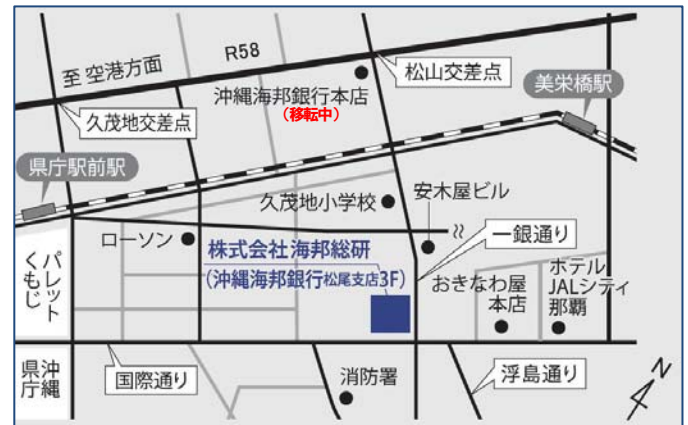 至 空港方面
R58
松山交差点
美栄橋駅
沖縄海邦銀行本店
(移転中)
久茂地交差点
県庁駅前駅
久茂地小学校
安木屋ビル
ローソン
一銀通り
株式会社海邦総研
(沖縄海邦銀行松尾支店3F)
パレット
くもじ
おきなわ屋
本店
ホテル
JALシティ
那覇
沖縄
県庁
国際通り
消防署
浮島通り
N